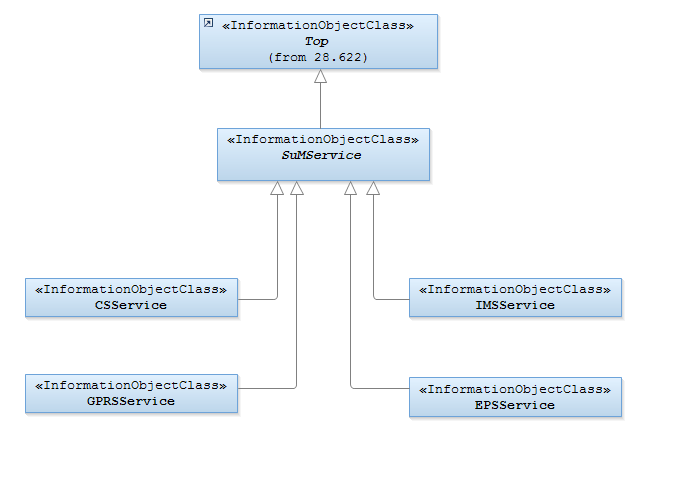 «InformationObjectClass»
Top
(from 28.622)
«InformationObjectClass»
SuMService
«InformationObjectClass»
CSService
«InformationObjectClass»
IMSService
«InformationObjectClass»
GPRSService
«InformationObjectClass»
EPSService